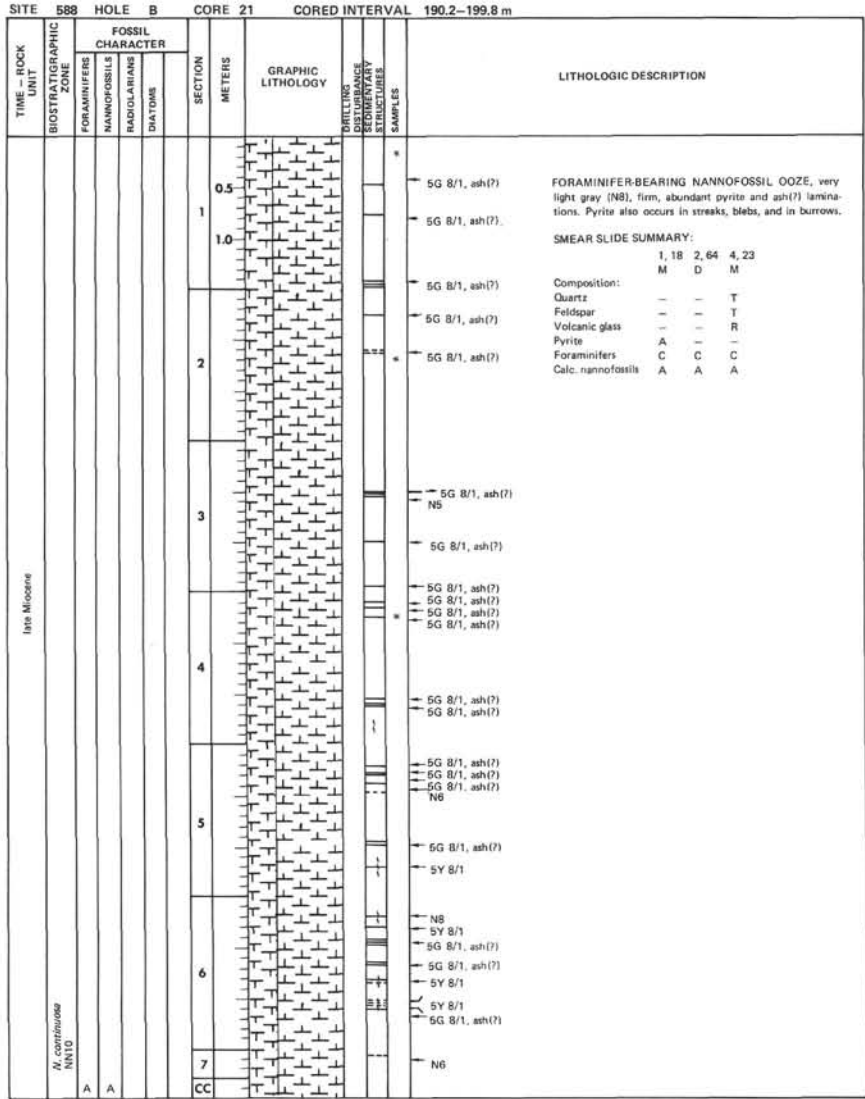 SITE 588 HOLE B CORE 21 CORED INTERVAL 190.2–199.8 m
TIME – ROCK UNIT
BIOSTRATIGRAPHIC ZONE
FOSSIL CHARACTER
FORAMINIFERS
NANNOFOSSILS
RADIOLARIANS
DIATOMS
SECTION
METERS
GRAPHIC LITHOLOGY
DRILLING DISTURBANCE
SEDIMENTARY STRUCTURES
SAMPLES
LITHOLOGIC DESCRIPTION
late Miocene
N. continuosa
NN10
A A
1
0.5
1.0
2
3
4
5
6
7
CC
*
*
*
5G 8/1, ash(?)
5G 8/1, ash(?)
5G 8/1, ash(?)
5G 8/1, ash(?)
5G 8/1, ash(?)
5G 8/1, ash(?)
N5
5G 8/1, ash(?)
5G 8/1, ash(?)
5G 8/1, ash(?)
5G 8/1, ash(?)
5G 8/1, ash(?)
5G 8/1, ash(?)
5G 8/1, ash(?)
5G 8/1, ash(?)
5G 8/1, ash(?)
5G 8/1, ash(?)
N6
5G 8/1, ash(?)
5Y 8/1
N8
5Y 8/1
5G 8/1, ash(?)
5G 8/1, ash(?)
5Y 8/1
5Y 8/1
5G 8/1, ash(?)
N6
FORAMINIFER-BEARING NANNOFOSSIL OOZE, very
light gray (N8), firm, abundant pyrite and ash(?) lamina-
tions. Pyrite also occurs in streaks, blebs, and in burrows.
SMEAR SLIDE SUMMARY:
1, 18 2, 64 4, 23
M D M
Composition:
Quartz – – T
Feldspar – – T
Volcanic glass – – R
Pyrite A – –
Foraminifers C C C
Calc. nannofossils A A A